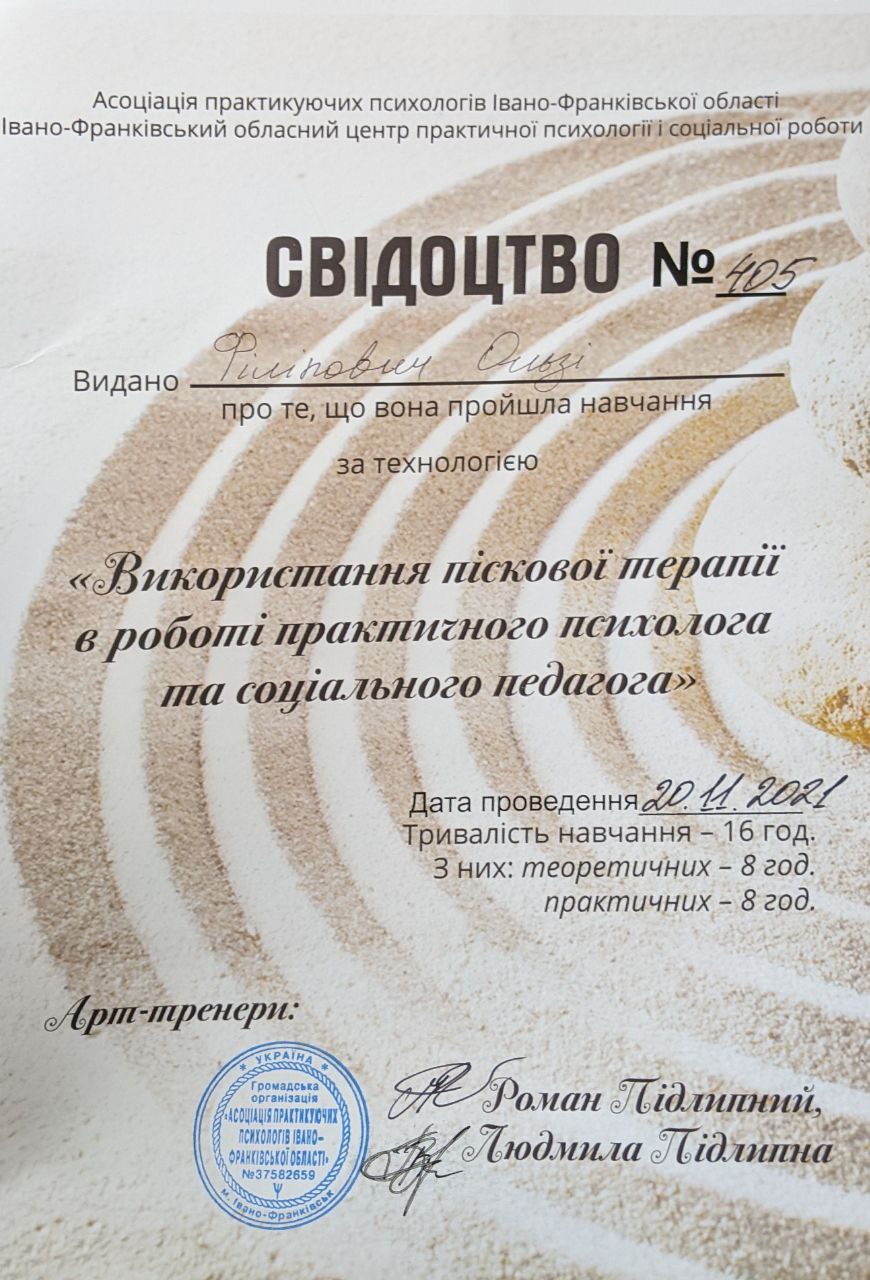 Асоціація практикуючих психологів Івано-Франківської області
Івано-Франківський обласний центр практичної психології і соціальної роботи
СВІДОЦТВО № 405
Видано Філіпович Ользі
про те, що вона пройшла навчання
за технологією
«Використання піскової терапії
в роботі практичного психолога
та соціального педагога»
Дата проведення 20.11.2021
Тривалість навчання – 16 год.
З них: теоретичних – 8 год.
практичних – 8 год.
Арт-тренери:
Роман Підлипний,
Людмила Підлипна
* УКРАЇНА *
Громадська
організація
«АСОЦІАЦІЯ ПРАКТИКУЮЧИХ
ПСИХОЛОГІВ ІВАНО-
ФРАНКІВСЬКОЇ ОБЛАСТІ»
№37582659
м. Івано-Франківськ